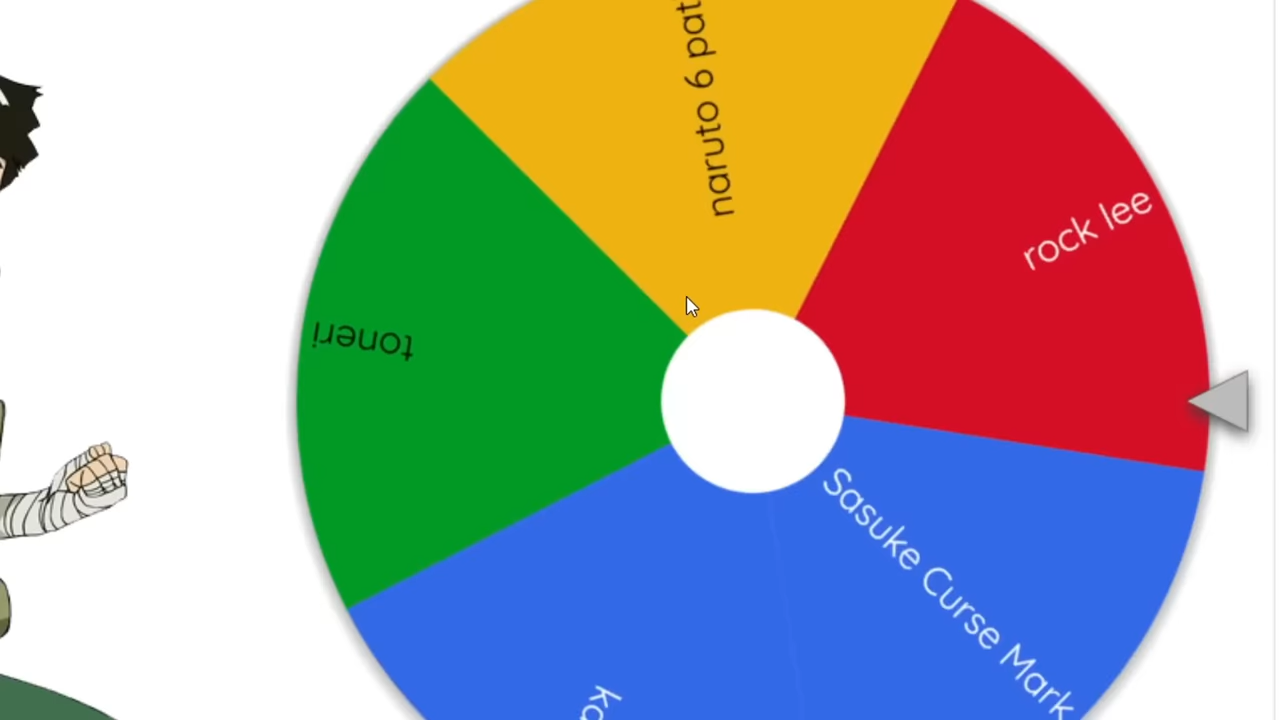 naruto 6 pat
rock lee
toneri
Sasuke Curse Mark